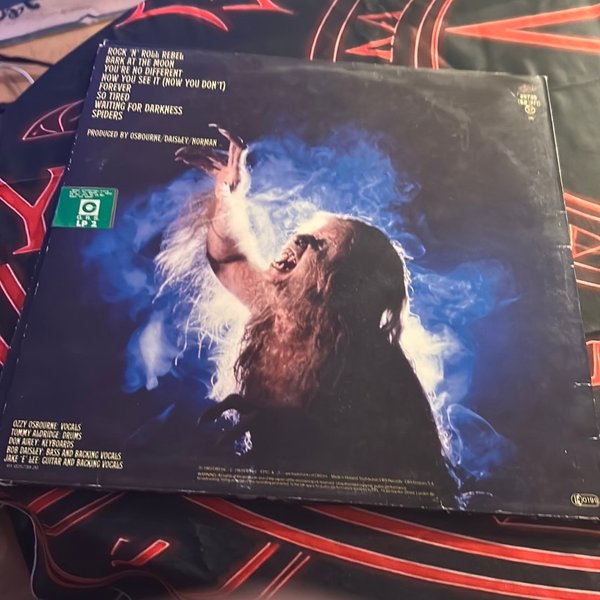 ROCK 'N' ROLL REBEL
BARK AT THE MOON
YOU'RE NO DIFFERENT
NOW YOU SEE IT (NOW YOU DON'T)
FOREVER
SO TIRED
WAITING FOR DARKNESS
SPIDERS
PRODUCED BY OSBOURNE/DAISLEY/NORMAN
LP 2
OZZY OSBOURNE: VOCALS
TOMMY ALDRIDGE: DRUMS
DON AIREY: KEYBOARDS
BOB DAISLEY: BASS AND BACKING VOCALS
JAKE 'E' LEE: GUITAR AND BACKING VOCALS